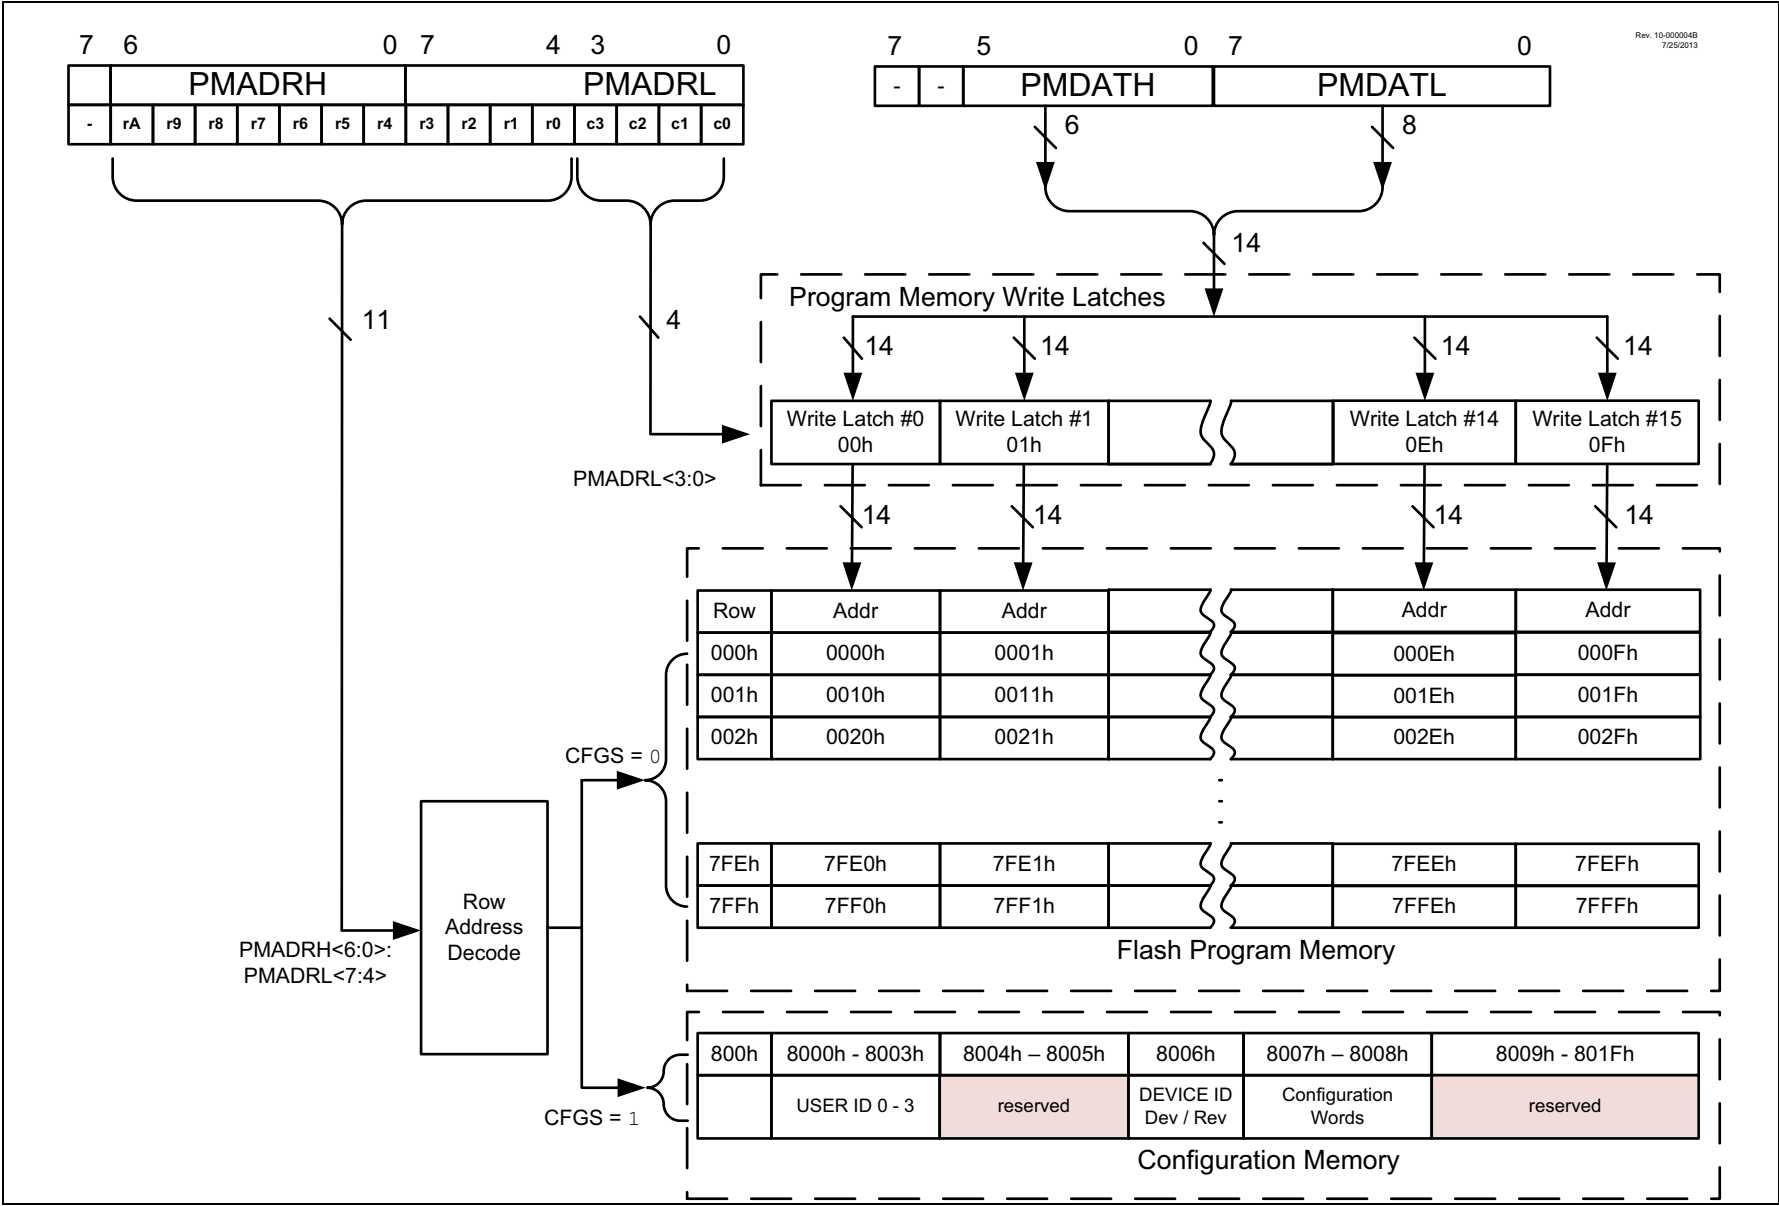 7 6 0 7 4 3 0
7 5 0 7 0
Rev. 10-000004B
7/25/2013
PMADRH PMADRL
- - PMDATH PMDATL
- rA r9 r8 r7 r6 r5 r4 r3 r2 r1 r0 c3 c2 c1 c0
6 8
14
11 4
Program Memory Write Latches
14 14 14 14
Write Latch #0 Write Latch #1 Write Latch #14 Write Latch #15
00h 01h 0Eh 0Fh
PMADRL<3:0>
14 14 14 14
Row Addr Addr Addr Addr
000h 0000h 0001h 000Eh 000Fh
001h 0010h 0011h 001Eh 001Fh
002h 0020h 0021h 002Eh 002Fh
CFGS = 0
7FEh 7FE0h 7FE1h 7FEEh 7FEFh
7FFh 7FF0h 7FF1h 7FFEh 7FFFh
Row
Address
Decode
PMADRH<6:0>:
PMADRL<7:4>
Flash Program Memory
800h 8000h - 8003h 8004h – 8005h 8006h 8007h – 8008h 8009h - 801Fh
USER ID 0 - 3 reserved DEVICE ID Configuration reserved
Dev / Rev Words
CFGS = 1
Configuration Memory